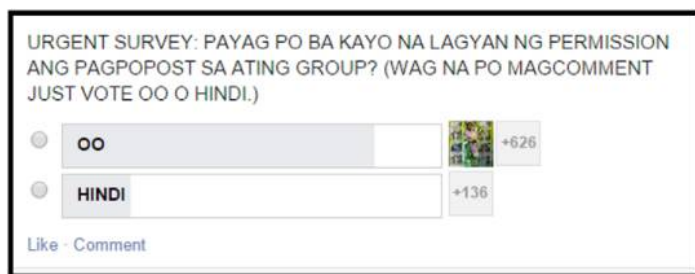 URGENT SURVEY: PAYAG PO BA KAYO NA LAGYAN NG PERMISSION
ANG PAGPOPOST SA ATING GROUP? (WAG NA PO MAGCOMMENT
JUST VOTE OO O HINDI.)
OO +626
HINDI +136
Like · Comment